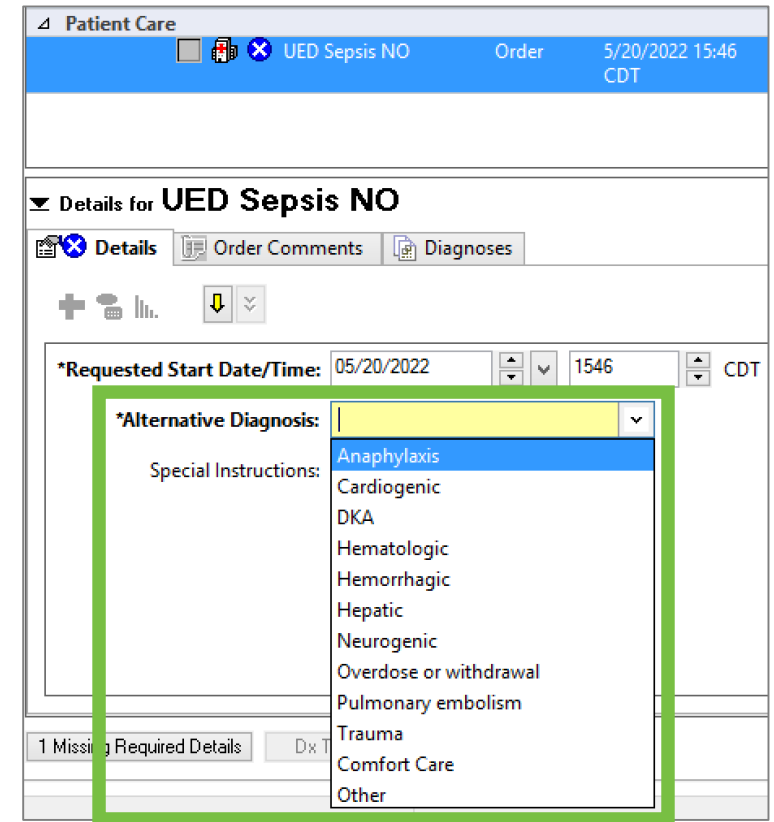 Patient Care
UED Sepsis NO Order 5/20/2022 15:46
CDT
Details for UED Sepsis NO
Details Order Comments Diagnoses
*Requested Start Date/Time: 05/20/2022 1546 CDT
*Alternative Diagnosis:
Special Instructions:
Anaphylaxis
Cardiogenic
DKA
Hematologic
Hemorrhagic
Hepatic
Neurogenic
Overdose or withdrawal
Pulmonary embolism
Trauma
Comfort Care
Other
1 Missing Required Details Dx T